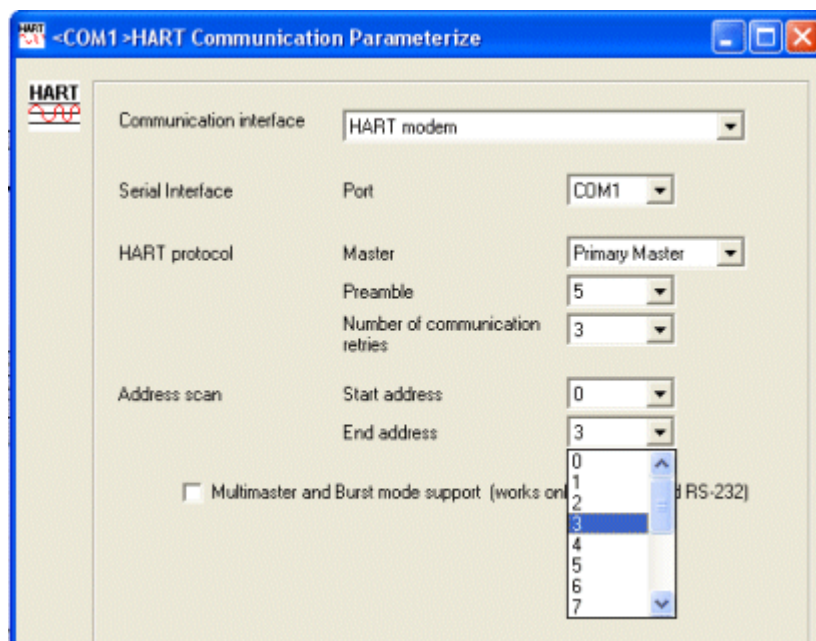 HART
<COM1>HART Communication Parameterize
HART
Communication interface HART modem
Serial Interface Port COM1
HART protocol Master Primary Master
Preamble 5
Number of communication
retries 3
Address scan Start address 0
End address 3
0
1
Multimaster and Burst mode support (works onl d RS-232)
2
3
4
5
6
7